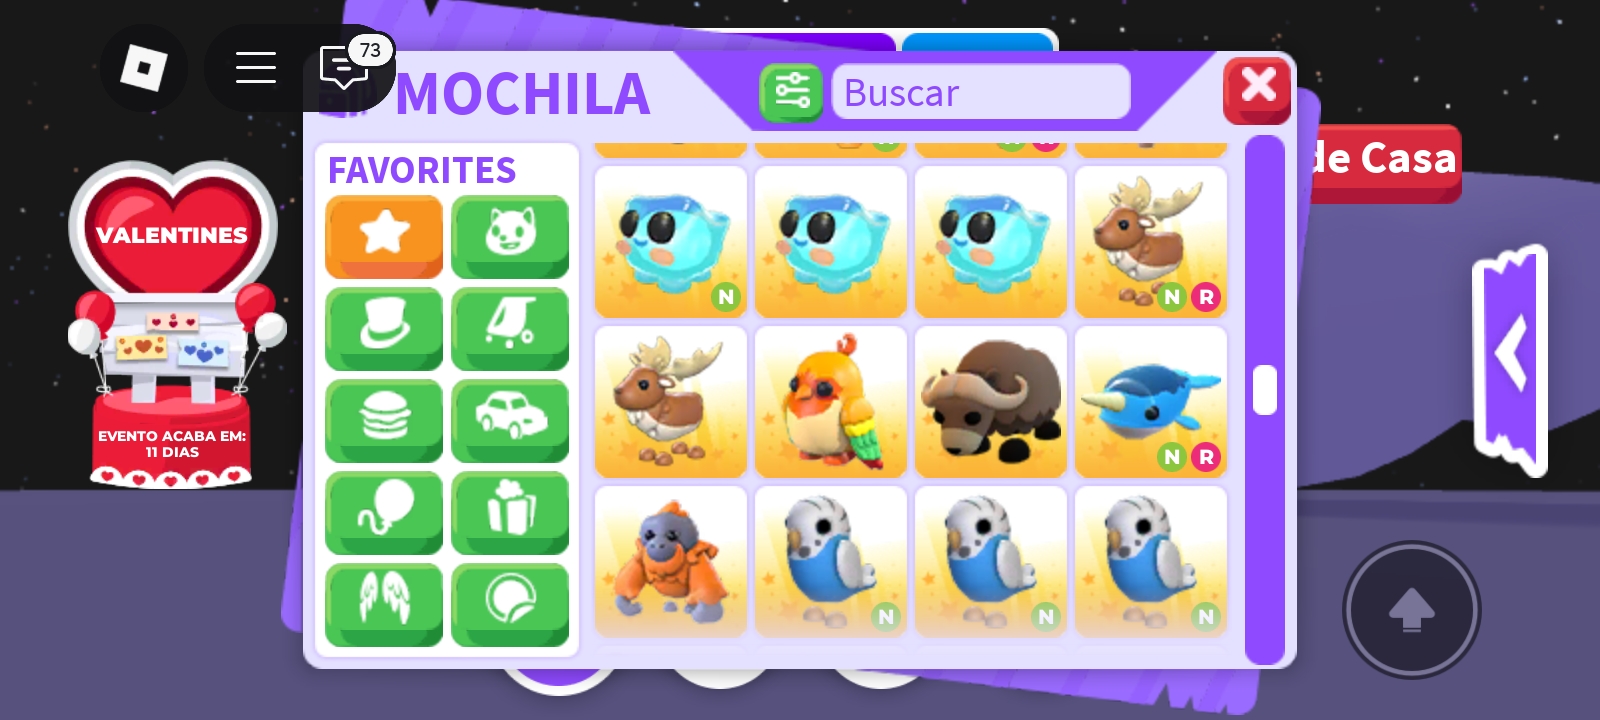 73
MOCHILA
Buscar
FAVORITES
de Casa
VALENTINES
EVENTO ACABA EM:
11 DIAS
N
N R
N R
N
N
N